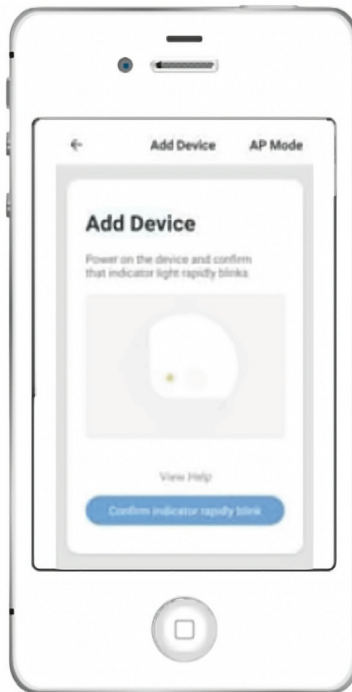 Add Device AP Mode
Add Device
Power on the device and confirm
that indicator light rapidly blinks
View Help
Confirm indicator rapidly blink